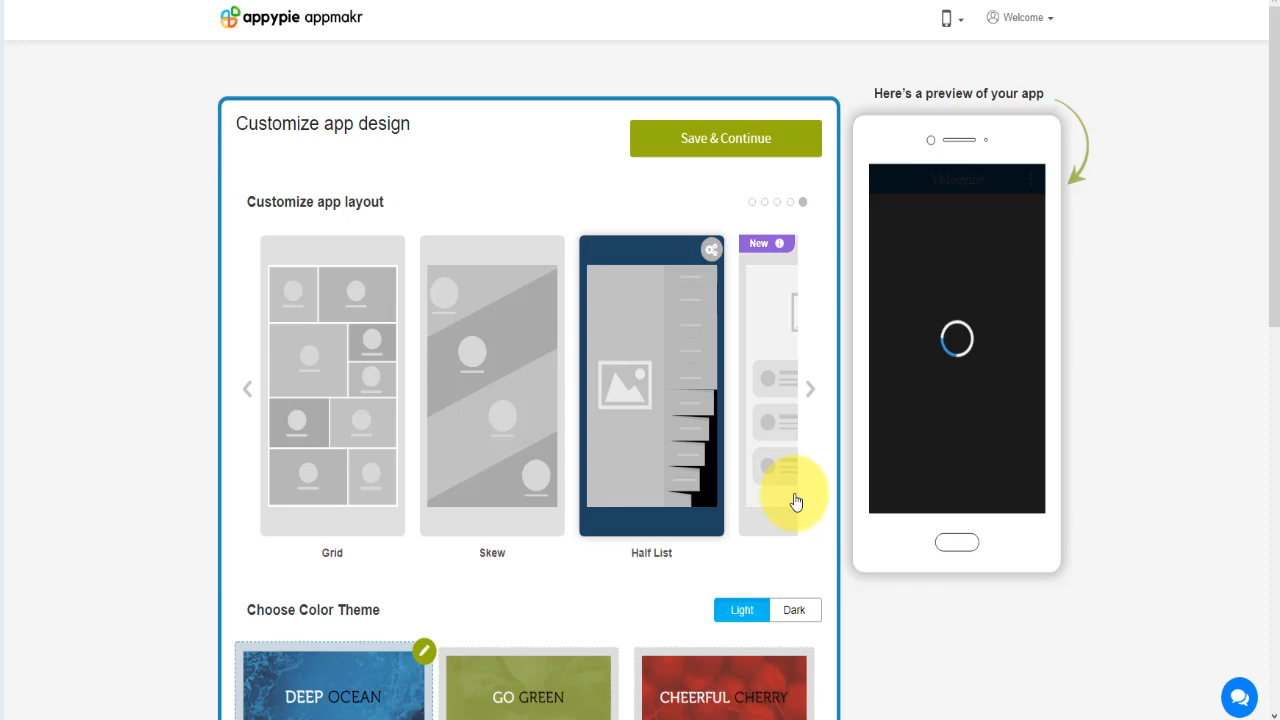 appypie appmakr
Welcome
Here's a preview of your app
Customize app design
Save & Continue
Videogize
Customize app layout
New
Grid
Skew
Half List
Choose Color Theme
Light
Dark
DEEP OCEAN
GO GREEN
CHEERFUL CHERRY